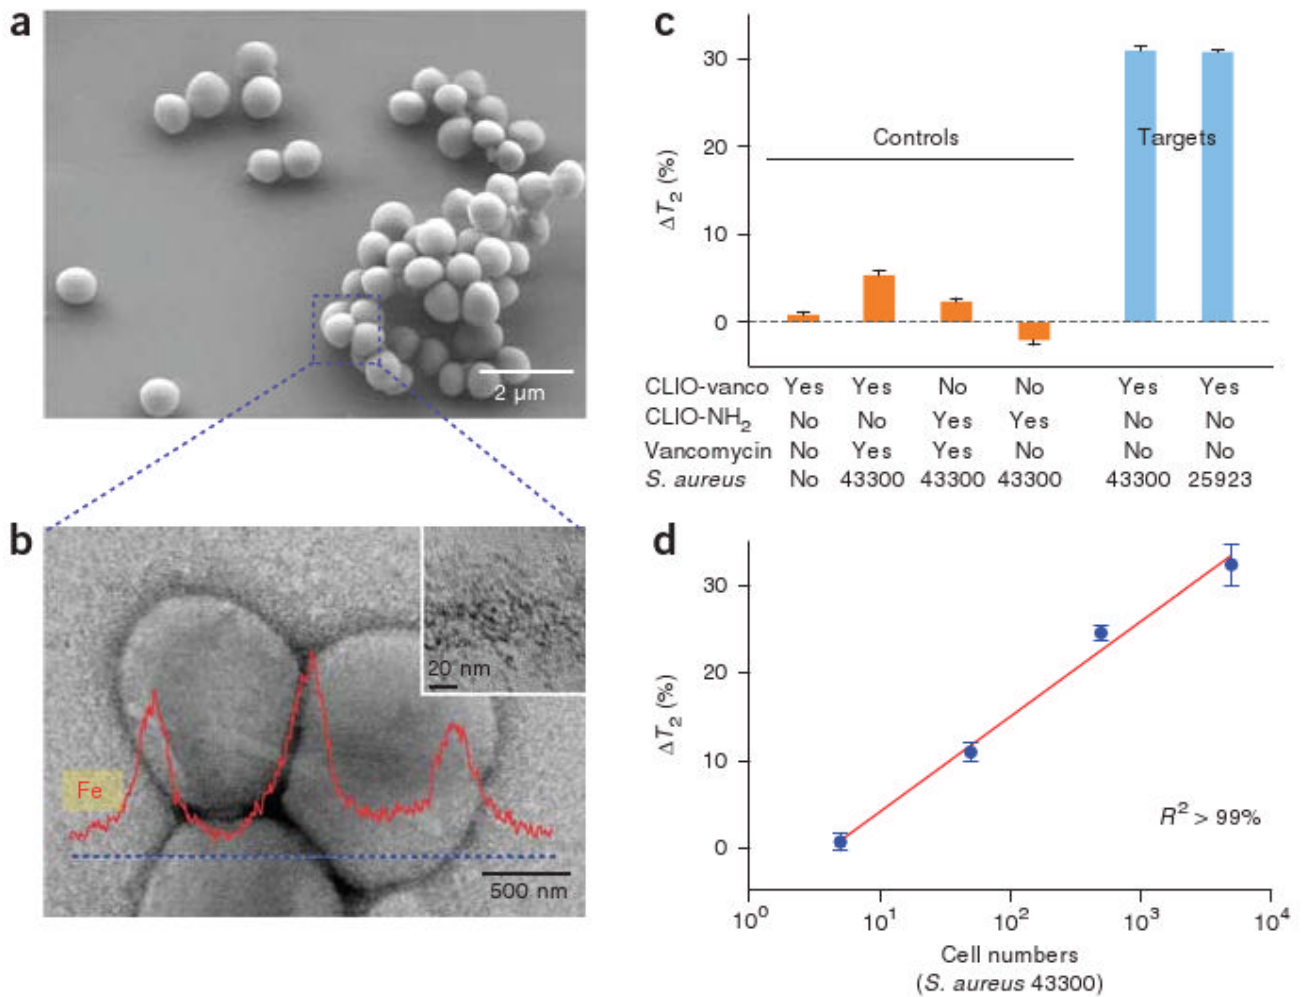 a
2 μm
b
20 nm
Fe
500 nm
c
30
20
10
0
ΔT2 (%)
Controls
Targets
CLIO-vanco Yes Yes No No Yes Yes
CLIO-NH2 No No Yes Yes No No
Vancomycin No Yes Yes No No No
S. aureus No 43300 43300 43300 43300 25923
d
30
20
10
0
ΔT2 (%)
R2 > 99%
10^0 10^1 10^2 10^3 10^4
Cell numbers
(S. aureus 43300)